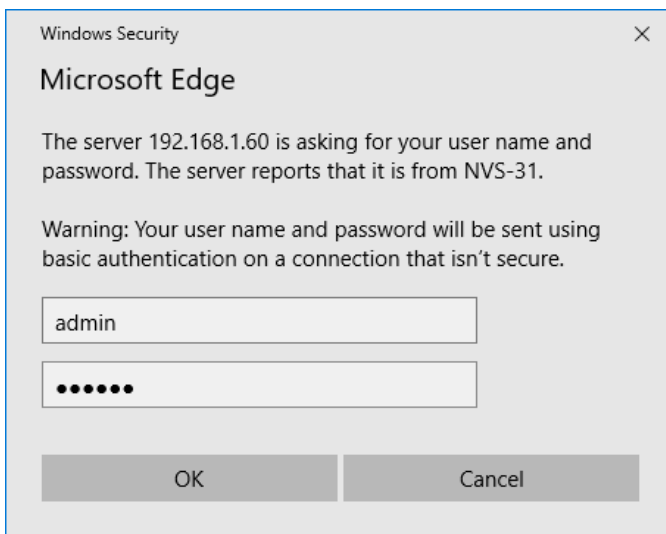 Windows Security
Microsoft Edge
The server 192.168.1.60 is asking for your user name and
password. The server reports that it is from NVS-31.
Warning: Your user name and password will be sent using
basic authentication on a connection that isn’t secure.
admin
●●●●●●
OK Cancel